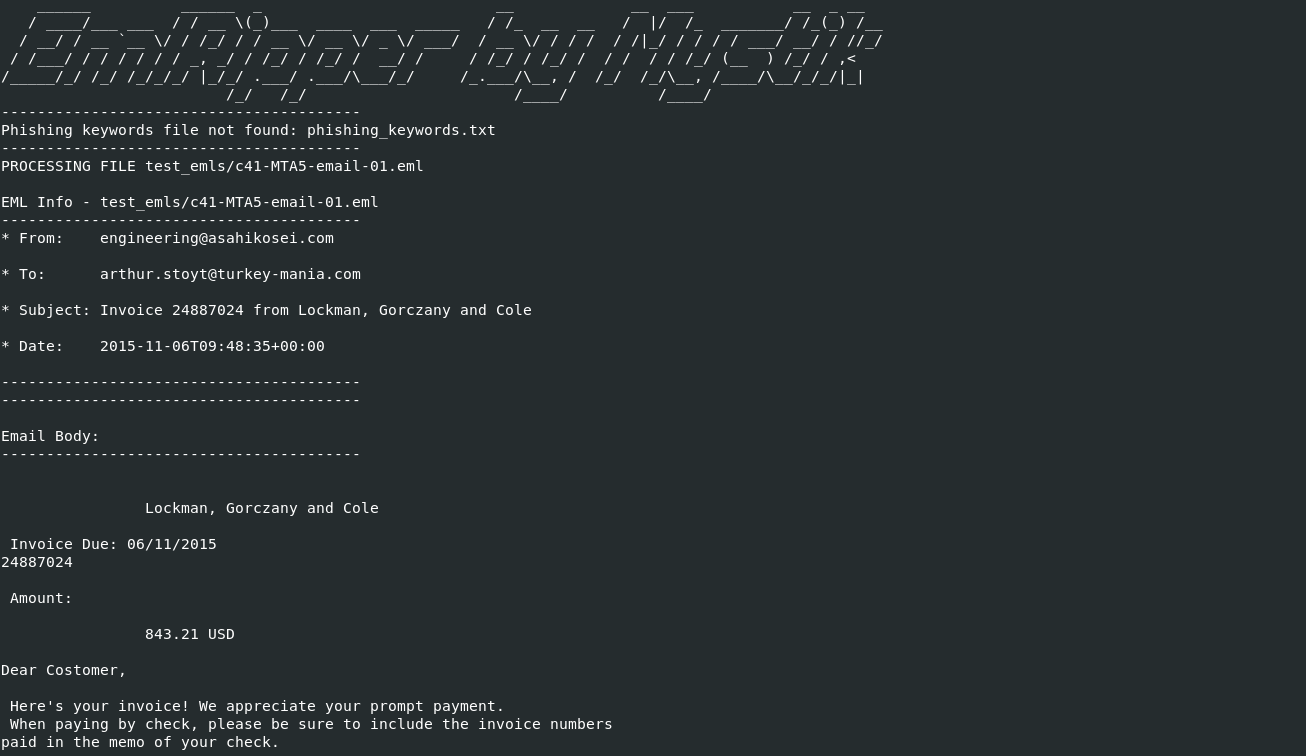 EmlRipper by Mystik
---------------------------------------
Phishing keywords file not found: phishing_keywords.txt
---------------------------------------
PROCESSING FILE test_emls/c41-MTA5-email-01.eml
EML Info - test_emls/c41-MTA5-email-01.eml
---------------------------------------
* From:    engineering@asahikosei.com
* To:      arthur.stoyt@turkey-mania.com
* Subject: Invoice 24887024 from Lockman, Gorczany and Cole
* Date:    2015-11-06T09:48:35+00:00
---------------------------------------
---------------------------------------
Email Body:
---------------------------------------
Lockman, Gorczany and Cole
Invoice Due: 06/11/2015
24887024
Amount:
843.21 USD
Dear Costomer,
Here's your invoice! We appreciate your prompt payment.
When paying by check, please be sure to include the invoice numbers
paid in the memo of your check.